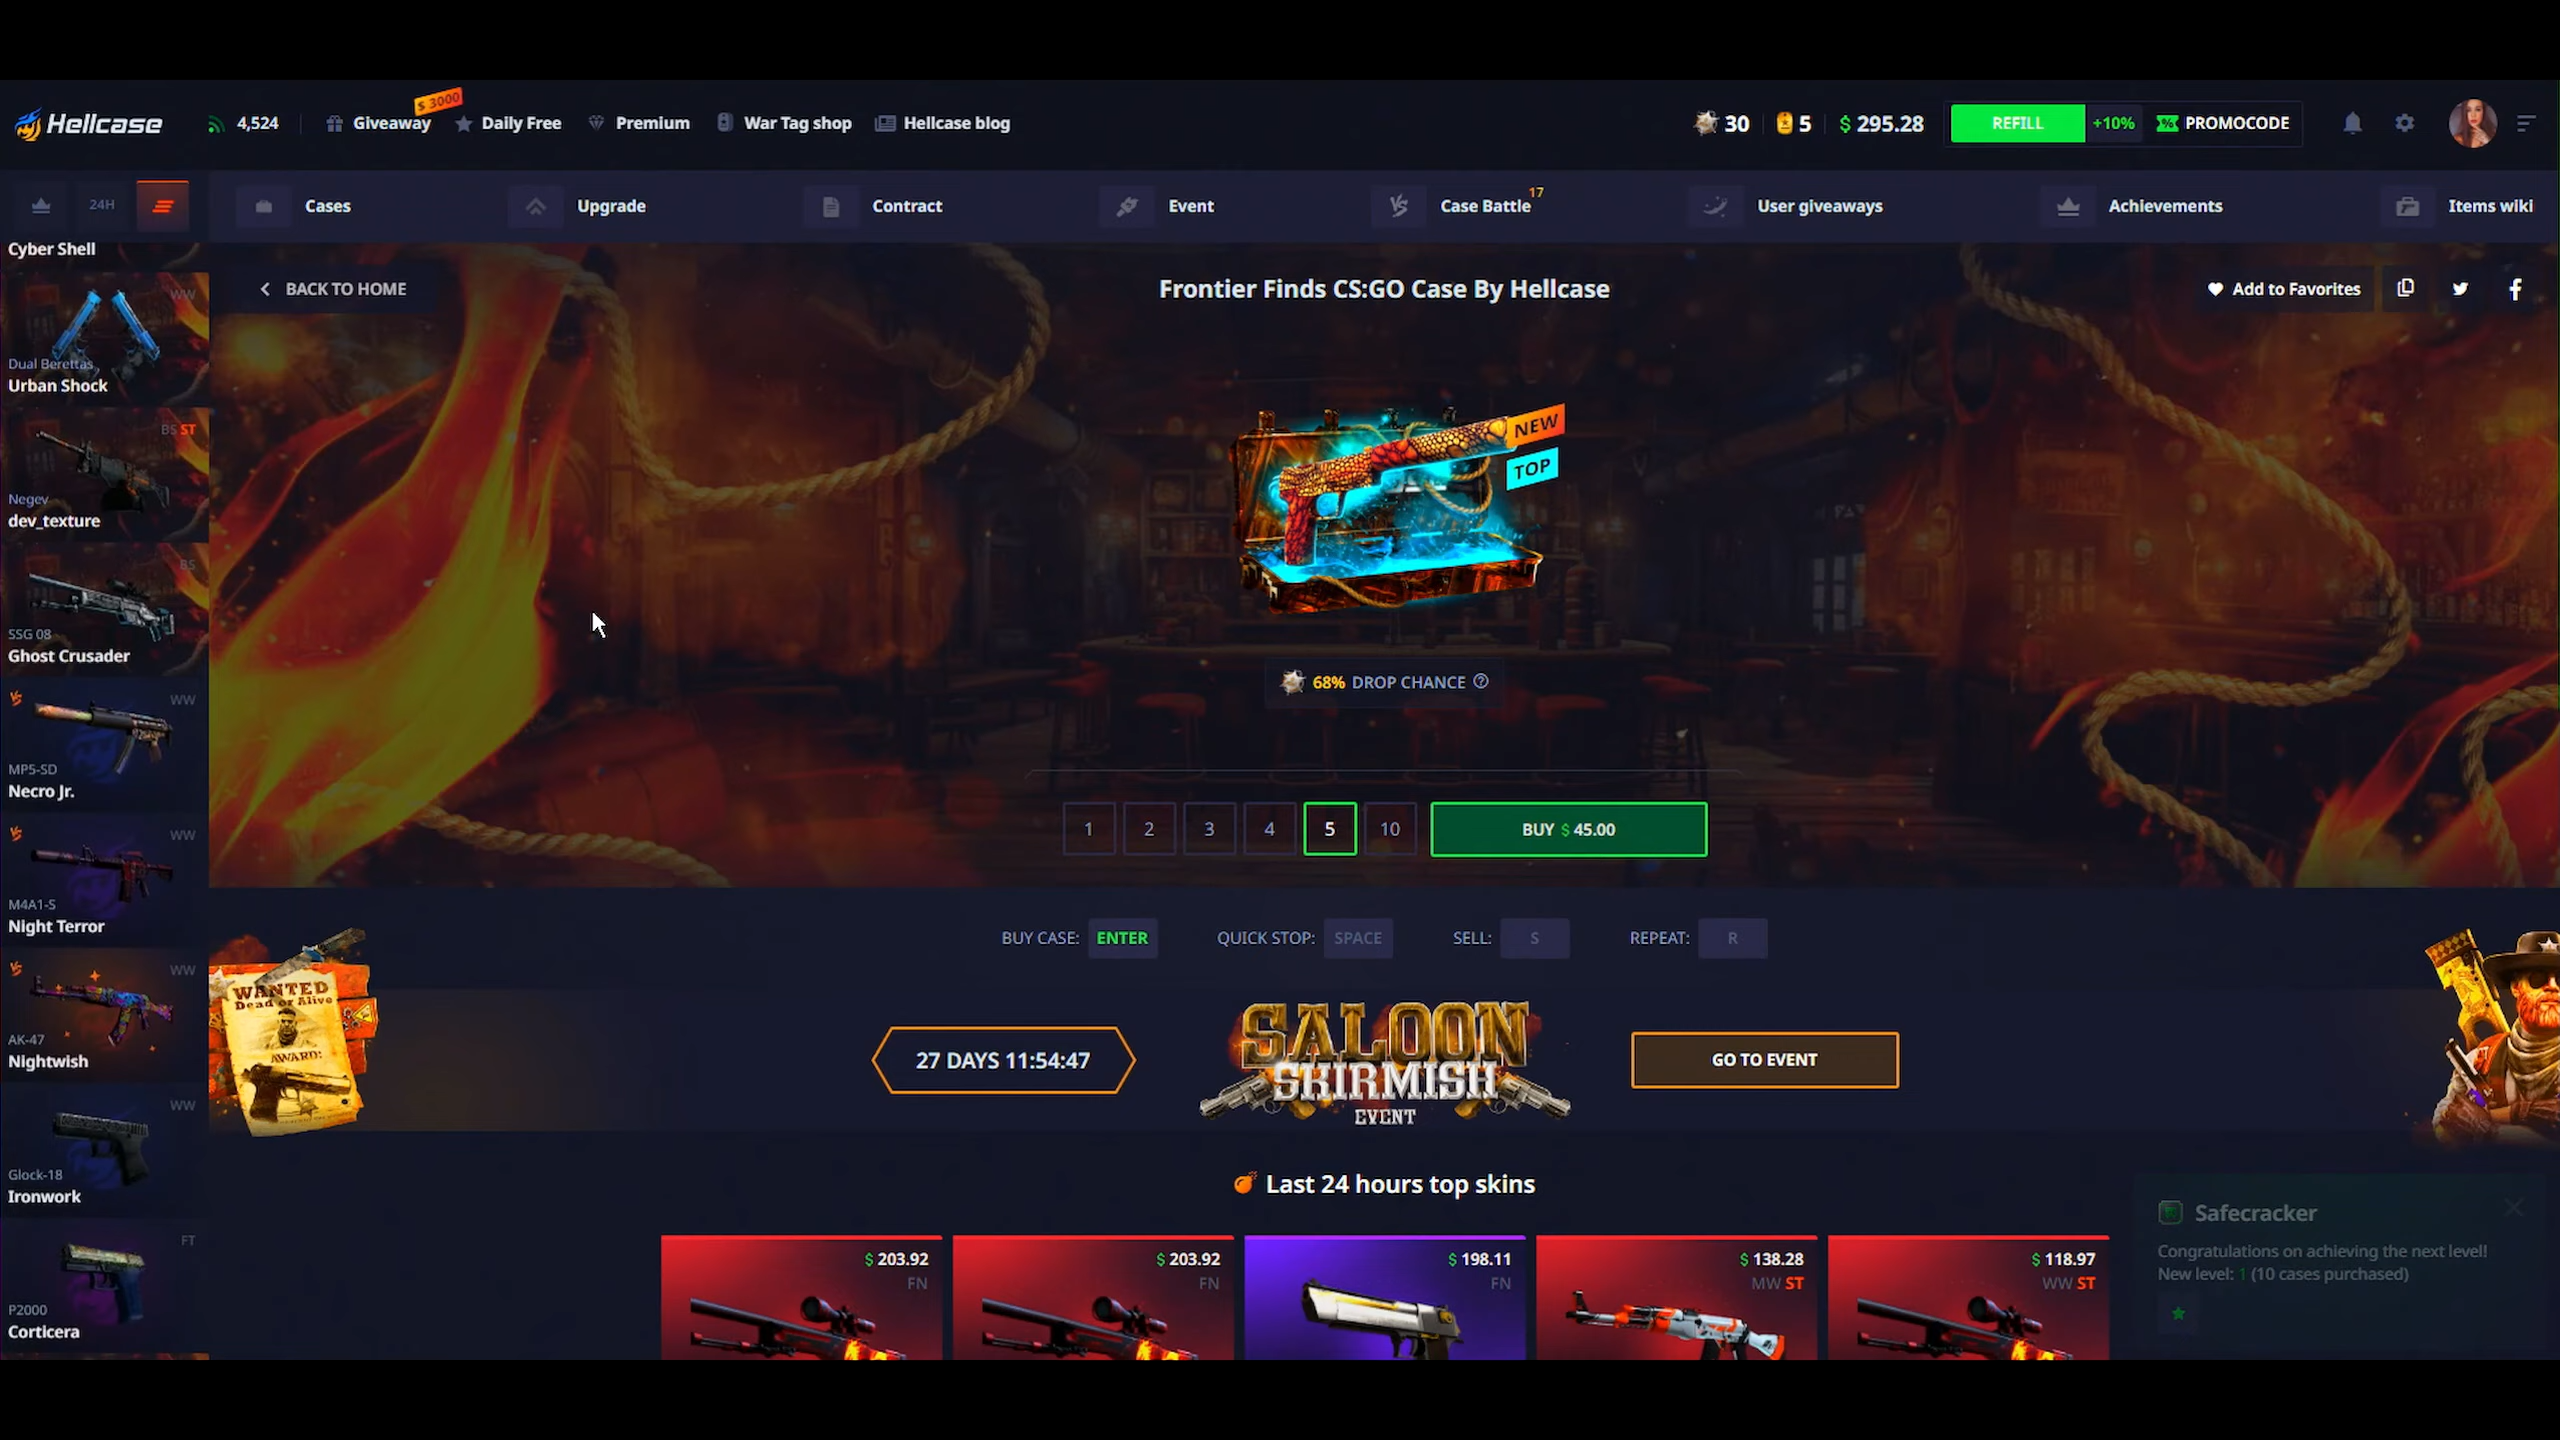 Hellcase
4,524
Giveaway
$ 3000
Daily Free
Premium
War Tag shop
Hellcase blog
30
5
$ 295.28
REFILL
+10%
PROMOCODE
24H
Cases
Upgrade
Contract
Event
Case Battle
17
User giveaways
Achievements
Items wiki
Cyber Shell
WW
Dual Berettas
Urban Shock
BS ST
Negev
dev_texture
BS
SSG 08
Ghost Crusader
WW
MP5-SD
Necro Jr.
WW
M4A1-S
Night Terror
WW
AK-47
Nightwish
WW
Glock-18
Ironwork
FT
P2000
Corticera
BACK TO HOME
Frontier Finds CS:GO Case By Hellcase
Add to Favorites
NEW
TOP
68% DROP CHANCE
1
2
3
4
5
10
BUY $ 45.00
BUY CASE: ENTER
QUICK STOP: SPACE
SELL: S
REPEAT: R
WANTED
Dead or Alive
AWARD:
27 DAYS 11:54:47
SALOON
SKIRMISH
EVENT
GO TO EVENT
Last 24 hours top skins
$ 203.92
FN
$ 203.92
FN
$ 198.11
FN
$ 138.28
MW ST
$ 118.97
WW ST
Safecracker
Congratulations on achieving the next level!
New level: 1 (10 cases purchased)